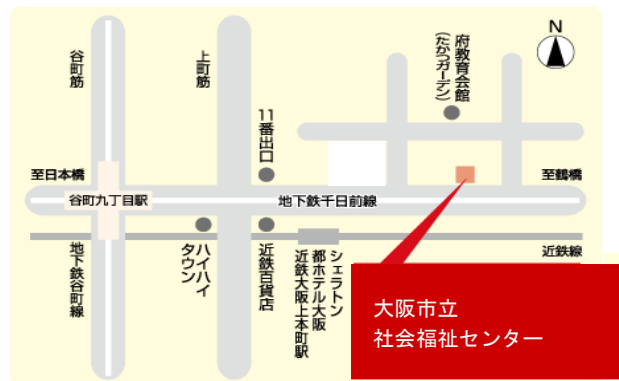 谷町筋
上町筋
11番出口
府教育会館
(たかつガーデン)
N
至日本橋
谷町九丁目駅
地下鉄千日前線
至鶴橋
地下鉄谷町線
ハイハイ
タウン
近鉄百貨店
シェラトン
都ホテル大阪
近鉄大阪上本町駅
近鉄線
大阪市立
社会福祉センター